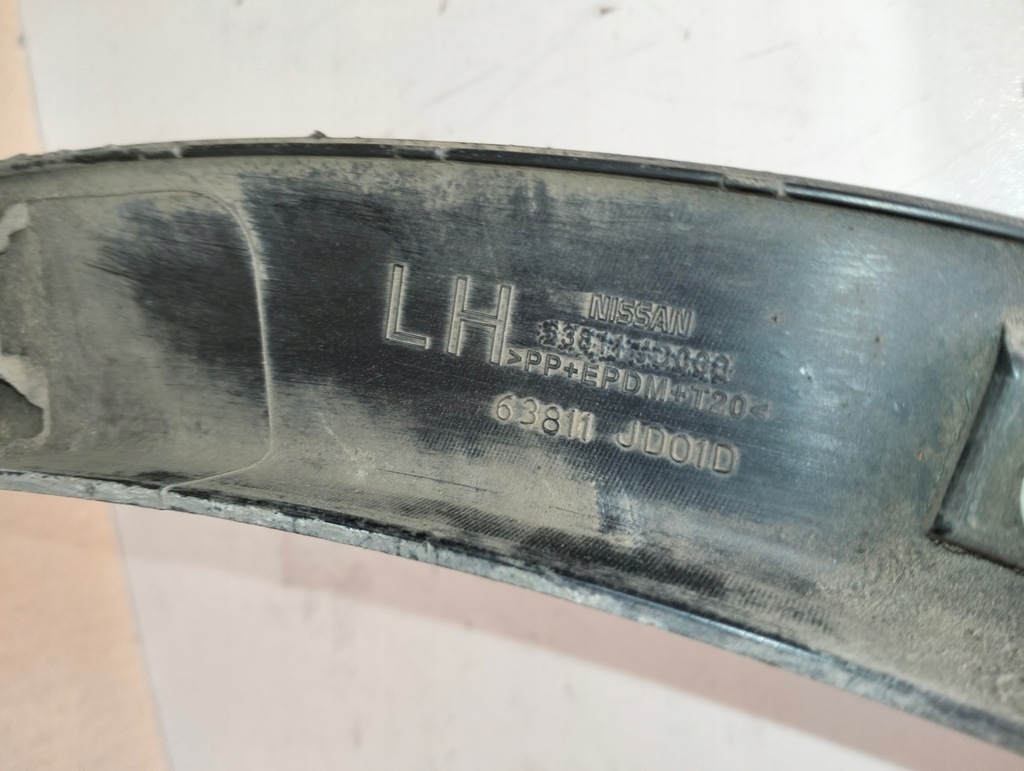 LH
NISSAN
>PP+EPDM+T20<
63811 JD01D